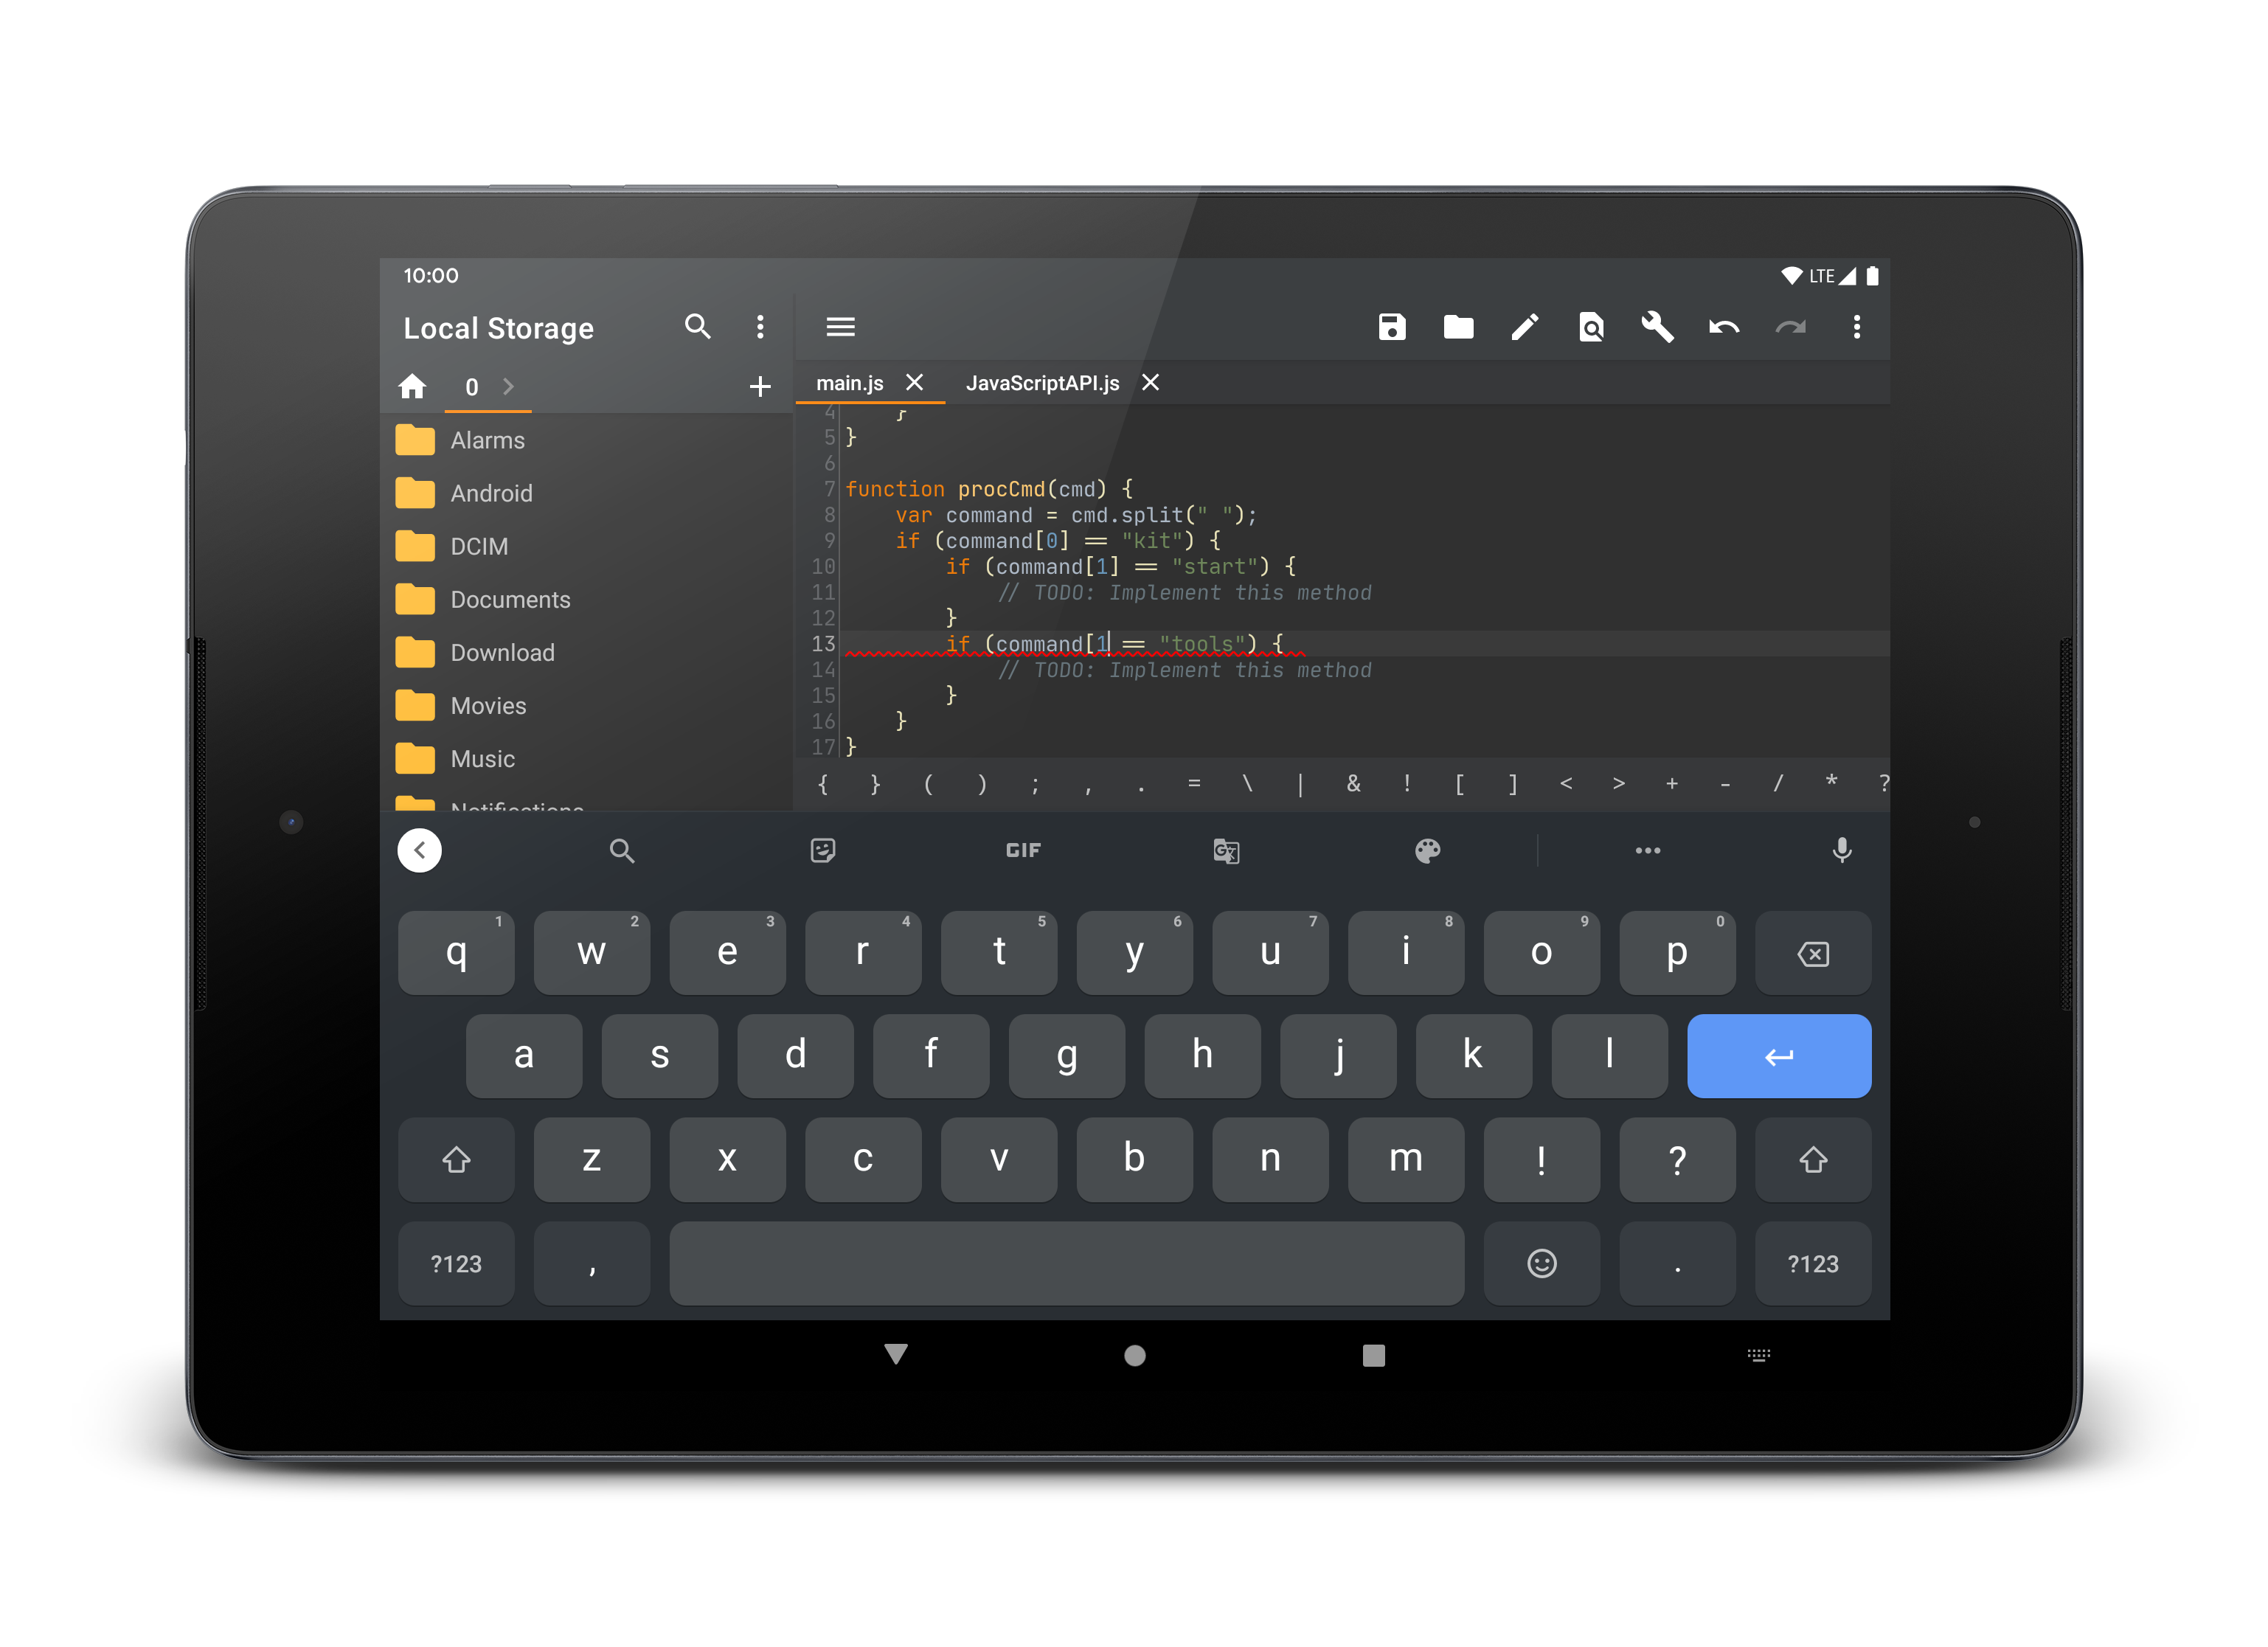 10:00
LTE
Local Storage
0
main.js
JavaScriptAPI.js
Alarms
Android
DCIM
Documents
Download
Movies
Music
Notifications
4 }
5 }
6
7 function procCmd(cmd) {
8 var command = cmd.split(" ");
9 if (command[0] == "kit") {
10 if (command[1] == "start") {
11 // TODO: Implement this method
12 }
13 if (command[1 == "tools") {
14 // TODO: Implement this method
15 }
16 }
17 }
{ } ( ) ; , . = \ | & ! [ ] < > + - / * ?
GIF
q 1 w 2 e 3 r 4 t 5 y 6 u 7 i 8 o 9 p 0
a s d f g h j k l
z x c v b n m ! ?
?123 , . ?123